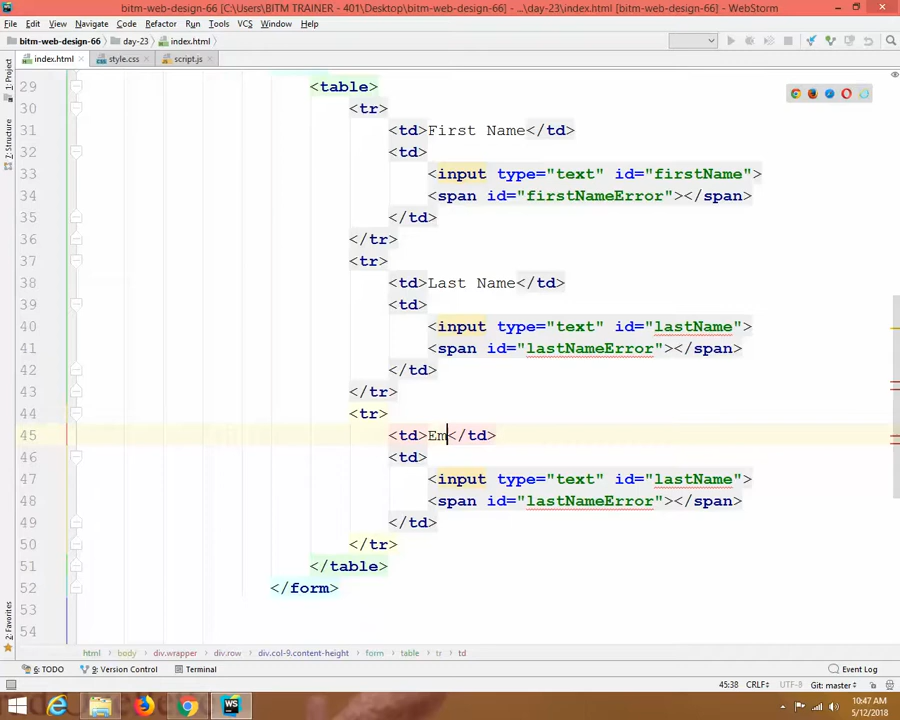 bitm-web-design-66 [C:\Users\BITM TRAINER - 401\Desktop\bitm-web-design-66] - ...\day-23\index.html [bitm-web-design-66] - WebStorm
File Edit View Navigate Code Refactor Run Tools VCS Window Help
bitm-web-design-66 day-23 index.html
index.html style.css script.js
1: Project
7: Structure
2: Favorites
29 <table>
30 <tr>
31 <td>First Name</td>
32 <td>
33 <input type="text" id="firstName">
34 <span id="firstNameError"></span>
35 </td>
36 </tr>
37 <tr>
38 <td>Last Name</td>
39 <td>
40 <input type="text" id="lastName">
41 <span id="lastNameError"></span>
42 </td>
43 </tr>
44 <tr>
45 <td>Em</td>
46 <td>
47 <input type="text" id="lastName">
48 <span id="lastNameError"></span>
49 </td>
50 </tr>
51 </table>
52 </form>
53
54
html body div.wrapper div.row div.col-9.content-height form table tr td
6: TODO 9: Version Control Terminal Event Log
45:38 CRLF÷ UTF-8 Git: master÷
10:47 AM
5/12/2018